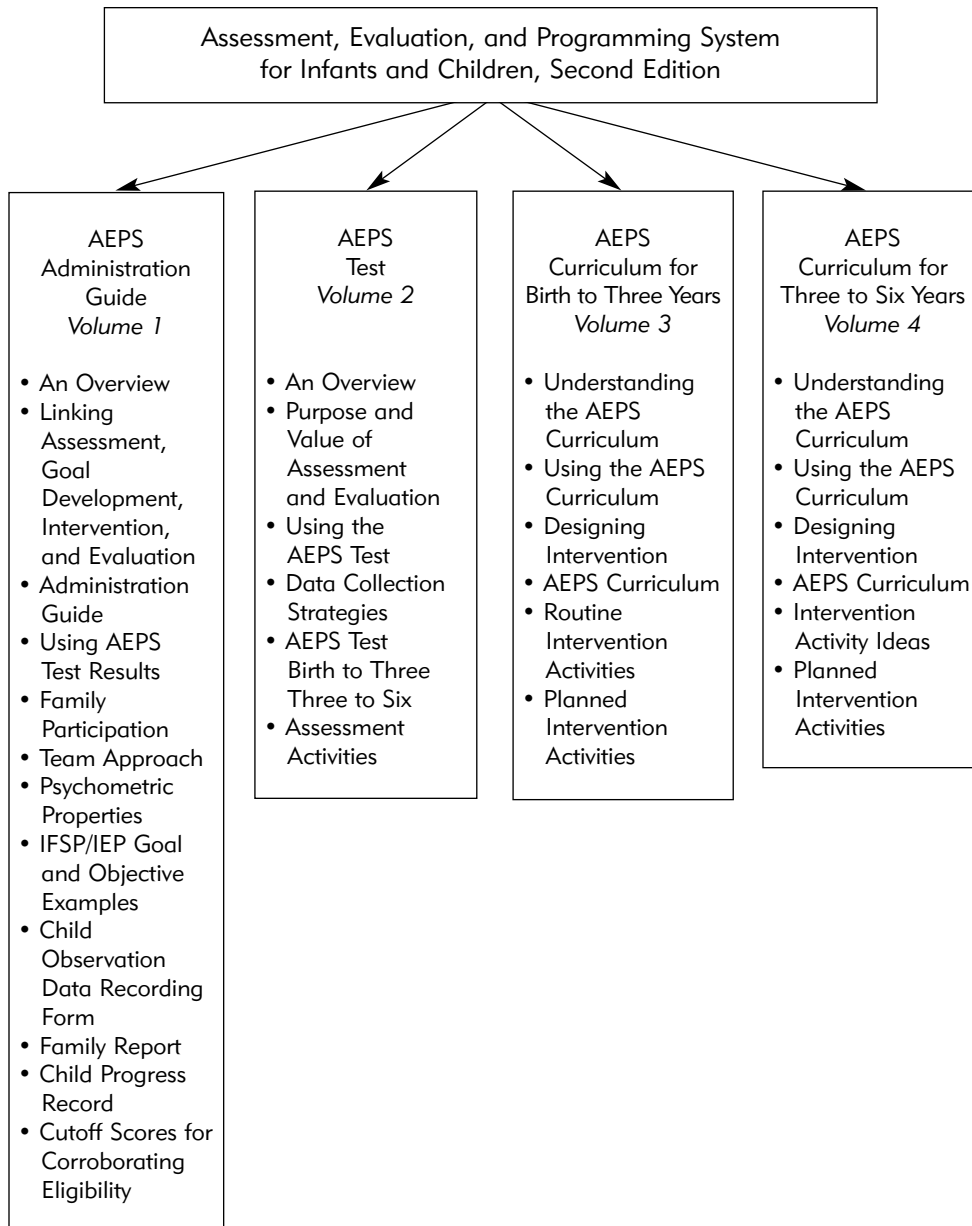 Assessment, Evaluation, and Programming System
for Infants and Children, Second Edition
AEPS
Administration
Guide
Volume 1
• An Overview
• Linking
Assessment,
Goal
Development,
Intervention,
and Evaluation
• Administration
Guide
• Using AEPS
Test Results
• Family
Participation
• Team Approach
• Psychometric
Properties
• IFSP/IEP Goal
and Objective
Examples
• Child
Observation
Data Recording
Form
• Family Report
• Child Progress
Record
• Cutoff Scores for
Corroborating
Eligibility
AEPS
Test
Volume 2
• An Overview
• Purpose and
Value of
Assessment
and Evaluation
• Using the
AEPS Test
• Data Collection
Strategies
• AEPS Test
Birth to Three
Three to Six
• Assessment
Activities
AEPS
Curriculum for
Birth to Three Years
Volume 3
• Understanding
the AEPS
Curriculum
• Using the AEPS
Curriculum
• Designing
Intervention
• AEPS Curriculum
• Routine
Intervention
Activities
• Planned
Intervention
Activities
AEPS
Curriculum for
Three to Six Years
Volume 4
• Understanding
the AEPS
Curriculum
• Using the AEPS
Curriculum
• Designing
Intervention
• AEPS Curriculum
• Intervention
Activity Ideas
• Planned
Intervention
Activities